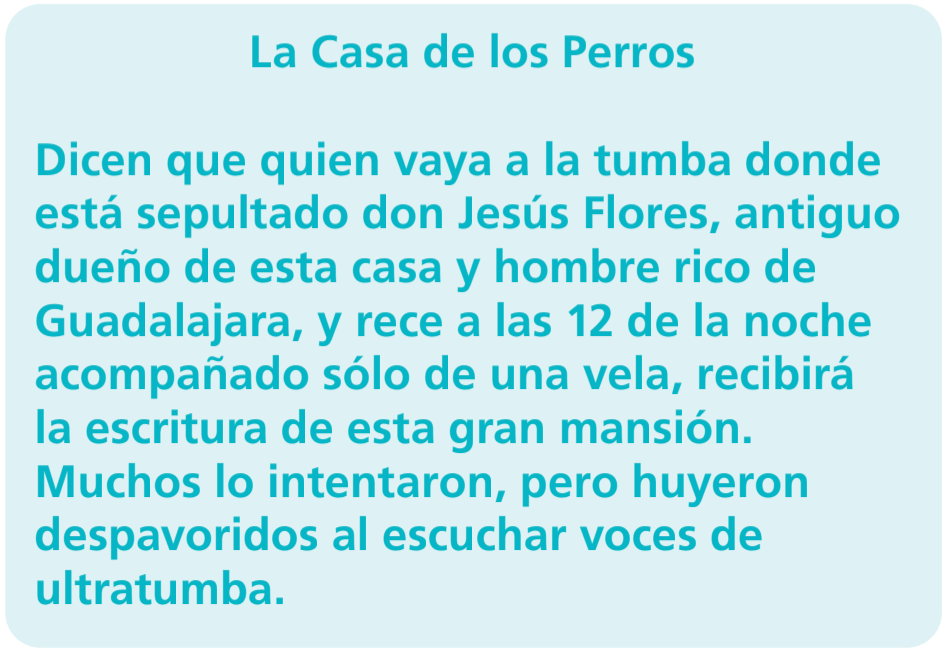 La Casa de los Perros
Dicen que quien vaya a la tumba donde
está sepultado don Jesús Flores, antiguo
dueño de esta casa y hombre rico de
Guadalajara, y rece a las 12 de la noche
acompañado sólo de una vela, recibirá
la escritura de esta gran mansión.
Muchos lo intentaron, pero huyeron
despavoridos al escuchar voces de
ultratumba.